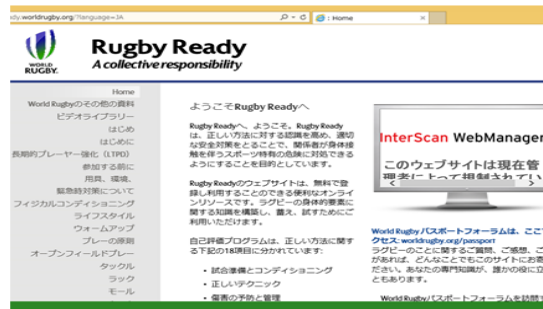 dy.worldrugby.org/?language=JA
: Home
Rugby Ready
A collective responsibility
WORLD
RUGBY.
Home
World Rugbyのその他の資料
ビデオライブラリー
はじめ
はじめに
長期的プレーヤー強化（LTPD）
参加する前に
用具、環境、
緊急時対策について
フィジカルコンディショニング
ライフスタイル
ウォームアップ
プレーの原則
オープンフィールドプレー
タックル
ラック
モール
ようこそRugby Readyへ
Rugby Readyへ、ようこそ。Rugby Ready
は、正しい方法に対する認識を高め、適切
な安全対策をとることで、関係者が身体接
触を伴うスポーツ特有の危険に対処できる
ようにすることを目的としています。
Rugby Readyのウェブサイトは、無料で登
録し利用することのできる便利なオンライ
ンリソースです。ラグビーの身体的要素に
関する知識を構築し、蓄え、試すためにご
利用いただけます。
自己評価プログラムは、正しい方法に関す
る下記の18項目に分かれています:
• 試合準備とコンディショニング
• 正しいテクニック
• 傷害の予防と管理
InterScan WebManager
このウェブサイトは現在管
理者によって規制されてい
World Rugby パスポートフォーラムは、ここで
クセス: worldrugby.org/passport
ラグビーのことに関するご質問、ご感想、ご
があれば、どんなことでもこのサイトにお寄
ださい。あなたの専門知識が、誰かの役に立
ともあります。
World Rugbyパスポートフォーラムを訪問す